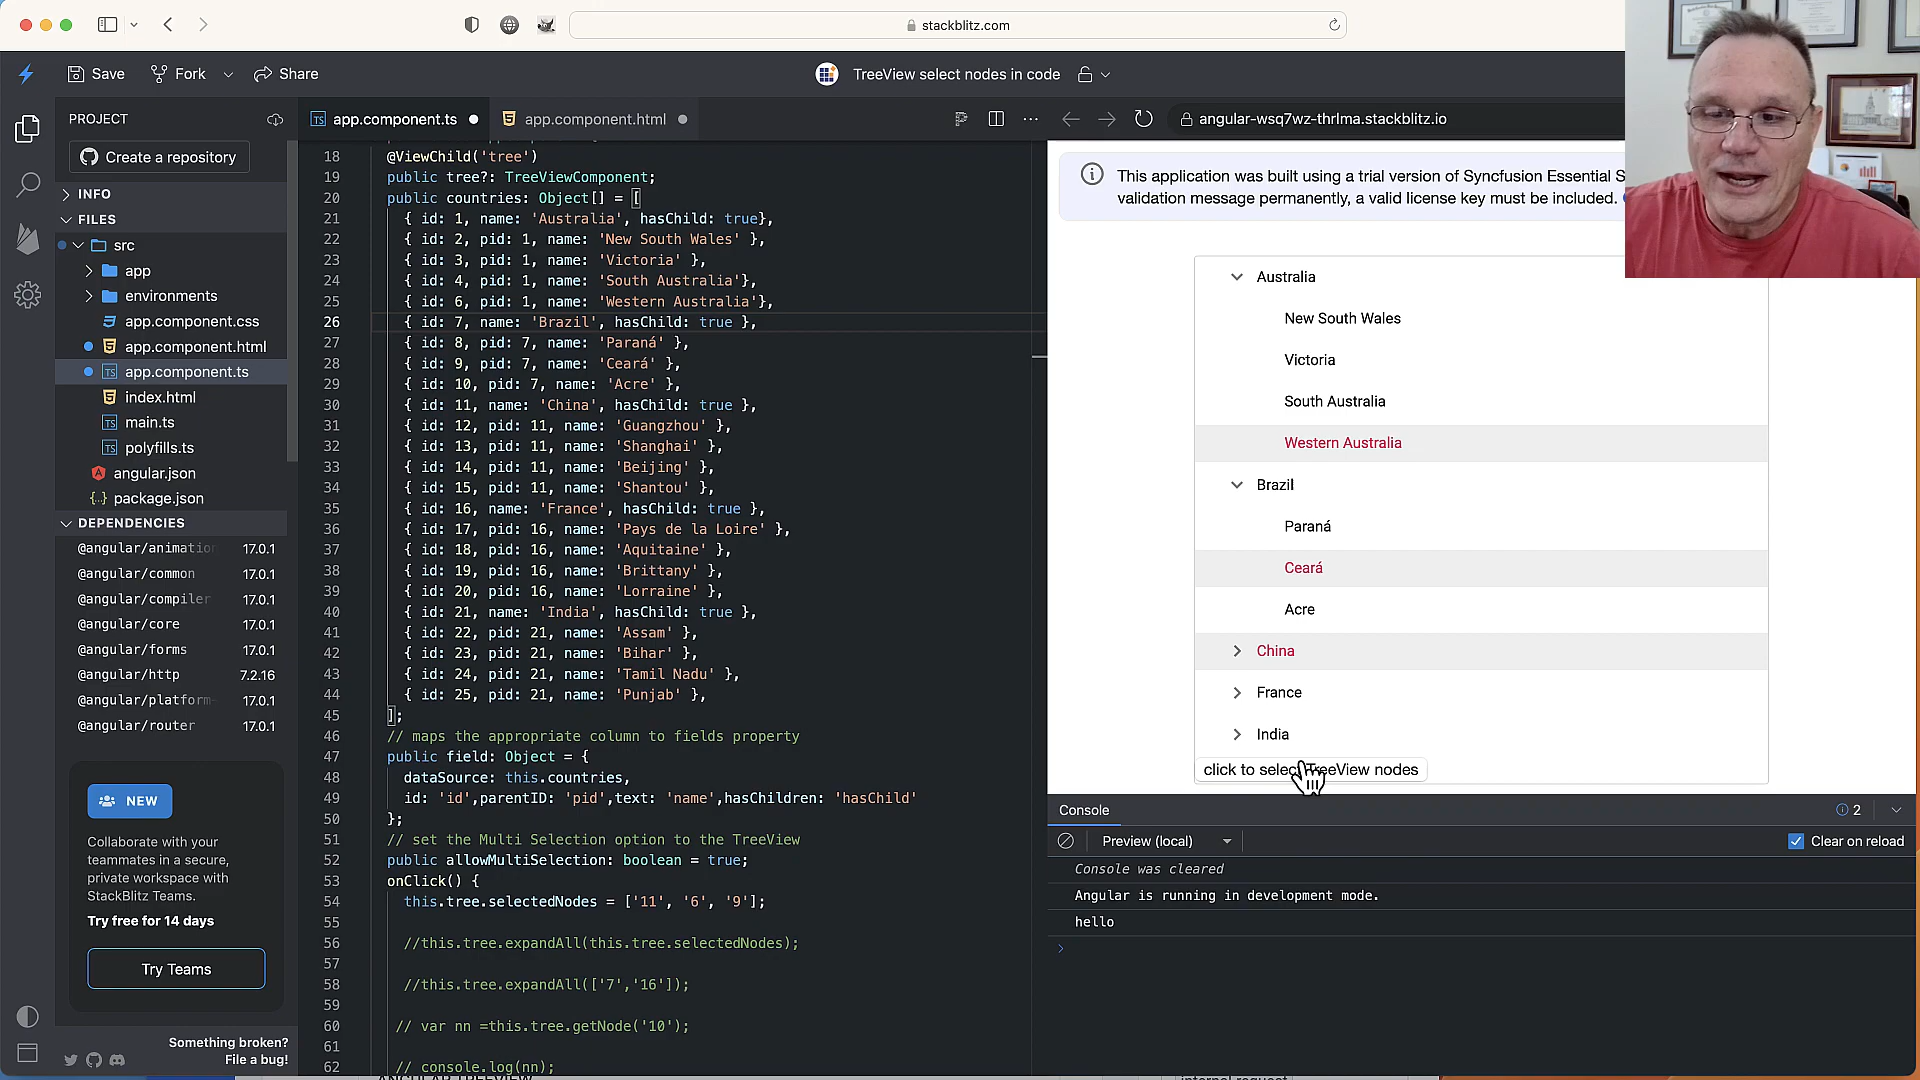 stackblitz.com
Save
Fork
Share
TreeView select nodes in code
PROJECT
Create a repository
INFO
FILES
src
app
environments
app.component.css
app.component.html
app.component.ts
index.html
main.ts
polyfills.ts
angular.json
package.json
DEPENDENCIES
@angular/animation 17.0.1
@angular/common 17.0.1
@angular/compiler 17.0.1
@angular/core 17.0.1
@angular/forms 17.0.1
@angular/http 7.2.16
@angular/platform- 17.0.1
@angular/router 17.0.1
NEW
Collaborate with your
teammates in a secure,
private workspace with
StackBlitz Teams.
Try free for 14 days
Try Teams
Something broken?
File a bug!
app.component.ts
app.component.html
18 @ViewChild('tree')
19 public tree?: TreeViewComponent;
20 public countries: Object[] = [
21 { id: 1, name: 'Australia', hasChild: true},
22 { id: 2, pid: 1, name: 'New South Wales' },
23 { id: 3, pid: 1, name: 'Victoria' },
24 { id: 4, pid: 1, name: 'South Australia'},
25 { id: 6, pid: 1, name: 'Western Australia'},
26 { id: 7, name: 'Brazil', hasChild: true },
27 { id: 8, pid: 7, name: 'Paraná' },
28 { id: 9, pid: 7, name: 'Ceará' },
29 { id: 10, pid: 7, name: 'Acre' },
30 { id: 11, name: 'China', hasChild: true },
31 { id: 12, pid: 11, name: 'Guangzhou' },
32 { id: 13, pid: 11, name: 'Shanghai' },
33 { id: 14, pid: 11, name: 'Beijing' },
34 { id: 15, pid: 11, name: 'Shantou' },
35 { id: 16, name: 'France', hasChild: true },
36 { id: 17, pid: 16, name: 'Pays de la Loire' },
37 { id: 18, pid: 16, name: 'Aquitaine' },
38 { id: 19, pid: 16, name: 'Brittany' },
39 { id: 20, pid: 16, name: 'Lorraine' },
40 { id: 21, name: 'India', hasChild: true },
41 { id: 22, pid: 21, name: 'Assam' },
42 { id: 23, pid: 21, name: 'Bihar' },
43 { id: 24, pid: 21, name: 'Tamil Nadu' },
44 { id: 25, pid: 21, name: 'Punjab' },
45 ];
46 // maps the appropriate column to fields property
47 public field: Object = {
48 dataSource: this.countries,
49 id: 'id',parentID: 'pid',text: 'name',hasChildren: 'hasChild'
50 };
51 // set the Multi Selection option to the TreeView
52 public allowMultiSelection: boolean = true;
53 onClick() {
54 this.tree.selectedNodes = ['11', '6', '9'];
55
56 //this.tree.expandAll(this.tree.selectedNodes);
57
58 //this.tree.expandAll(['7','16']);
59
60 // var nn =this.tree.getNode('10');
61
62 // console.log(nn);
angular-wsq7wz-thrlma.stackblitz.io
This application was built using a trial version of Syncfusion Essential S
validation message permanently, a valid license key must be included.
Australia
New South Wales
Victoria
South Australia
Western Australia
Brazil
Paraná
Ceará
Acre
China
France
India
click to select TreeView nodes
Console
2
Preview (local)
Clear on reload
Console was cleared
Angular is running in development mode.
hello